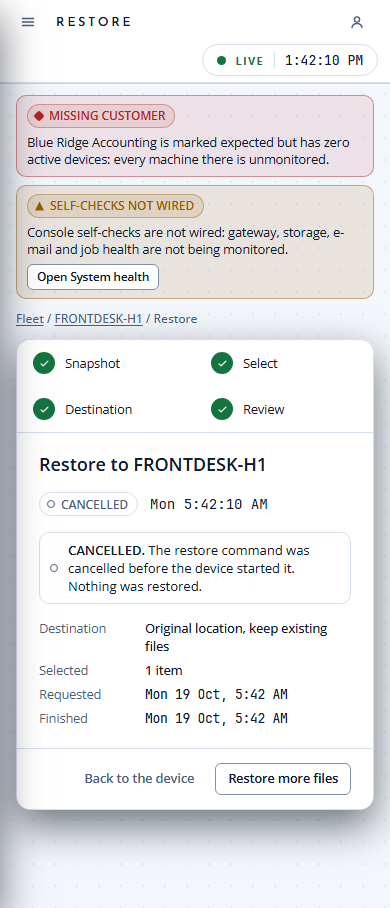 RESTORE
LIVE 1:42:10 PM
MISSING CUSTOMER
Blue Ridge Accounting is marked expected but has zero
active devices: every machine there is unmonitored.
SELF-CHECKS NOT WIRED
Console self-checks are not wired: gateway, storage, e-
mail and job health are not being monitored.
Open System health
Fleet / FRONTDESK-H1 / Restore
Snapshot
Select
Destination
Review
Restore to FRONTDESK-H1
CANCELLED Mon 5:42:10 AM
CANCELLED. The restore command was
cancelled before the device started it.
Nothing was restored.
Destination Original location, keep existing
files
Selected 1 item
Requested Mon 19 Oct, 5:42 AM
Finished Mon 19 Oct, 5:42 AM
Back to the device
Restore more files